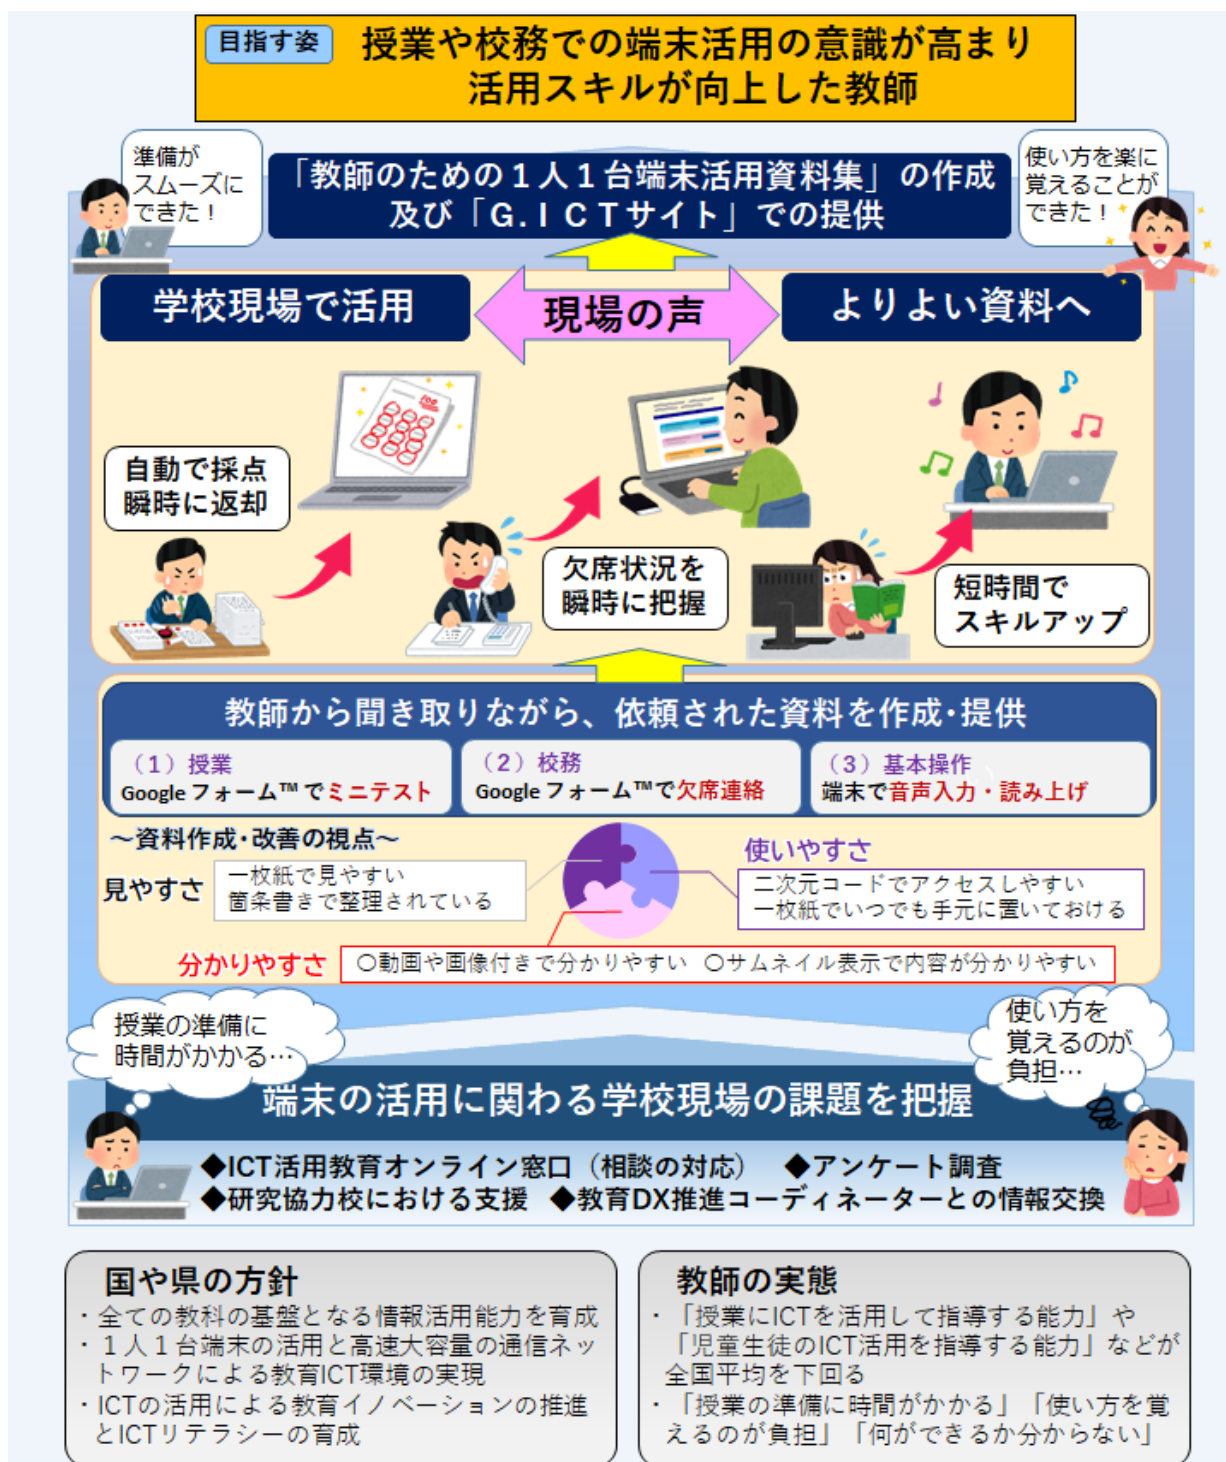 目指す姿
授業や校務での端末活用の意識が高まり
活用スキルが向上した教師
準備が
スムーズに
できた！
「教師のための１人１台端末活用資料集」の作成
及び「G.ＩＣＴサイト」での提供
使い方を楽に
覚えることが
できた！
学校現場で活用
現場の声
よりよい資料へ
自動で採点
瞬時に返却
欠席状況を
瞬時に把握
短時間で
スキルアップ
教師から聞き取りながら、依頼された資料を作成･提供
（１）授業
Google フォーム™ でミニテスト
（２）校務
Google フォーム™で欠席連絡
（３）基本操作
端末で音声入力・読み上げ
～資料作成･改善の視点～
見やすさ
一枚紙で見やすい
箇条書きで整理されている
使いやすさ
二次元コードでアクセスしやすい
一枚紙でいつでも手元に置いておける
分かりやすさ
〇動画や画像付きで分かりやすい　〇サムネイル表示で内容が分かりやすい
授業の準備に
時間がかかる…
使い方を
覚えるのが
負担…
端末の活用に関わる学校現場の課題を把握
◆ICT活用教育オンライン窓口（相談の対応）　◆アンケート調査
◆研究協力校における支援　◆教育DX推進コーディネーターとの情報交換
国や県の方針
・全ての教科の基盤となる情報活用能力を育成
・１人１台端末の活用と高速大容量の通信ネッ
トワークによる教育ICT環境の実現
・ICTの活用による教育イノベーションの推進
とICTリテラシーの育成
教師の実態
・「授業にICTを活用して指導する能力」や
「児童生徒のICT活用を指導する能力」などが
全国平均を下回る
・「授業の準備に時間がかかる」「使い方を覚
えるのが負担」「何ができるか分からない」